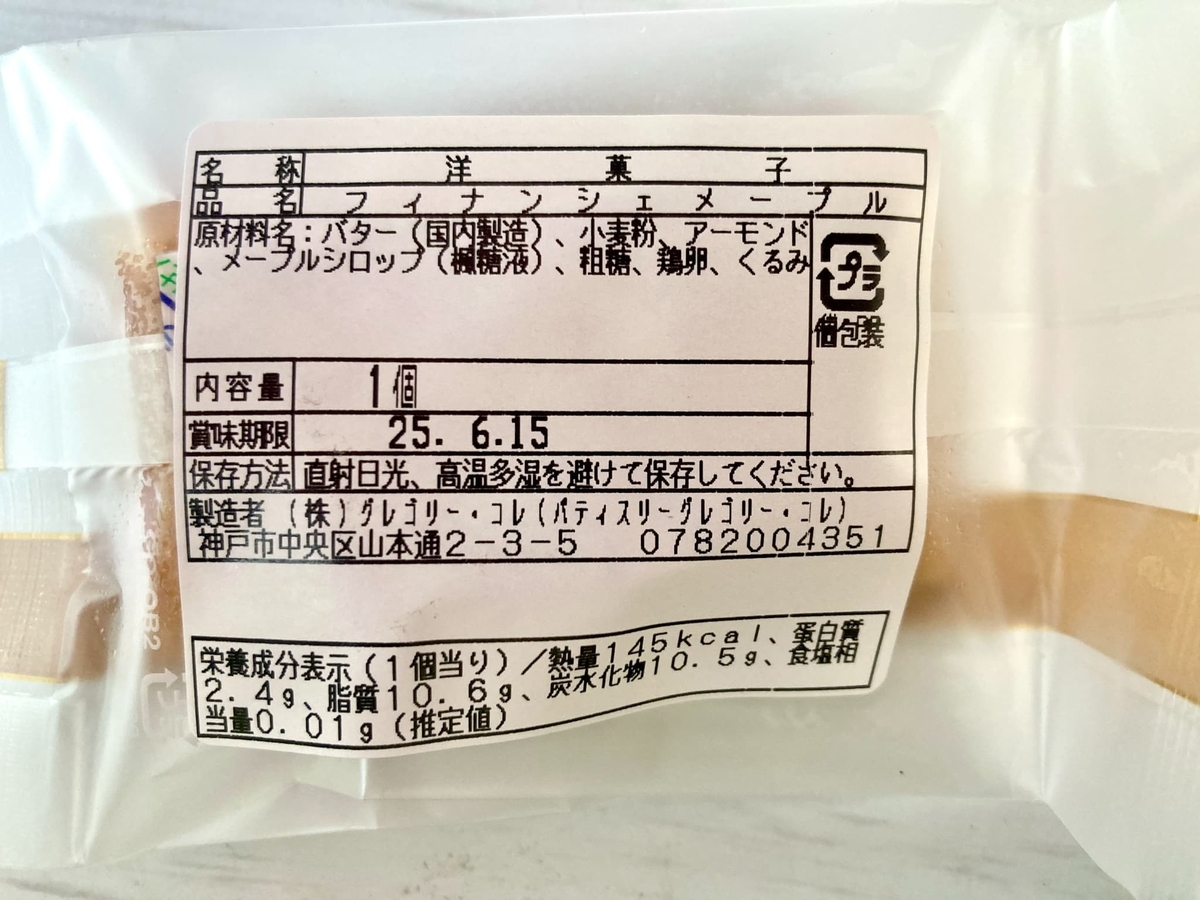 名称 洋菓子
品名 フィナンシェメープル
原材料名：バター（国内製造）、小麦粉、アーモンド
、メープルシロップ（楓糖液）、粗糖、鶏卵、くるみ
プラ
個包装
内容量 1個
賞味期限 25. 6.15
保存方法 直射日光、高温多湿を避けて保存してください。
製造者 （株）グレゴリー・コレ（パティスリーグレゴリー・コレ）
神戸市中央区山本通2－3－5 0782004351
栄養成分表示（1個当り）／熱量145kcal、蛋白質
2．4g、脂質10．6g、炭水化物10．5g、食塩相
当量0．01g（推定値）